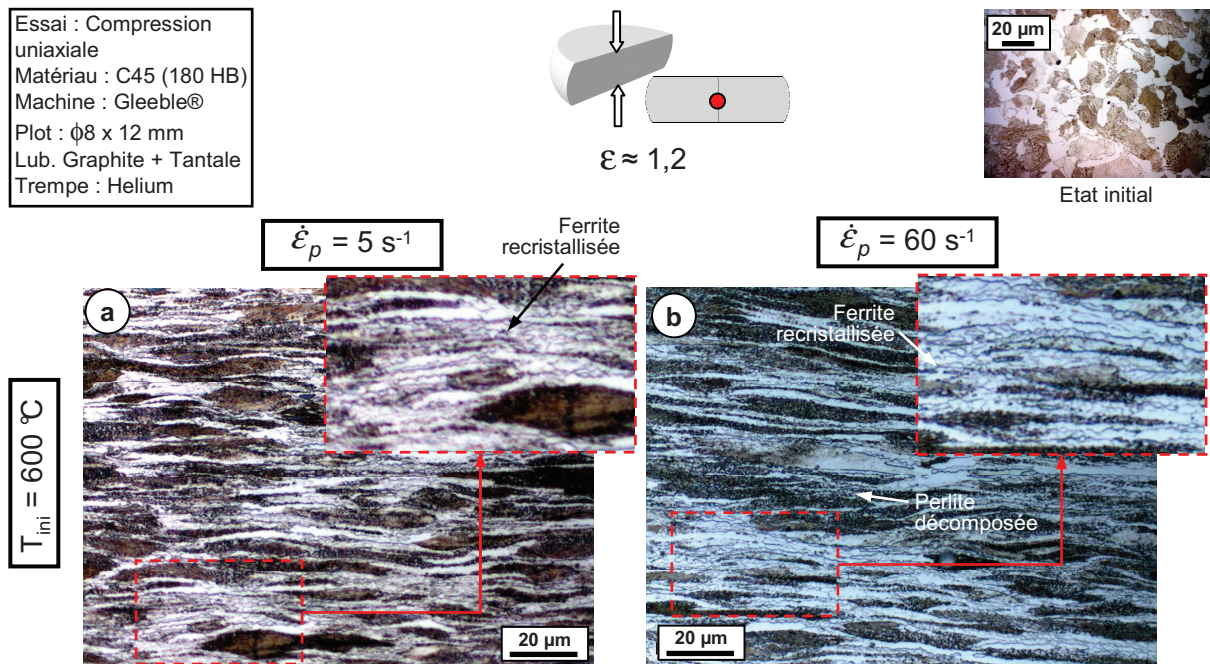 Essai : Compression
uniaxiale
Matériau : C45 (180 HB)
Machine : Gleeble®
Plot : ϕ8 x 12 mm
Lub. Graphite + Tantale
Trempe : Helium
ε ≈ 1,2
20 µm
Etat initial
ε̇p = 5 s-1
Ferrite
recristallisée
ε̇p = 60 s-1
a
b
Ferrite
recristallisée
Perlite
décomposée
Tini = 600 °C
20 µm
20 µm